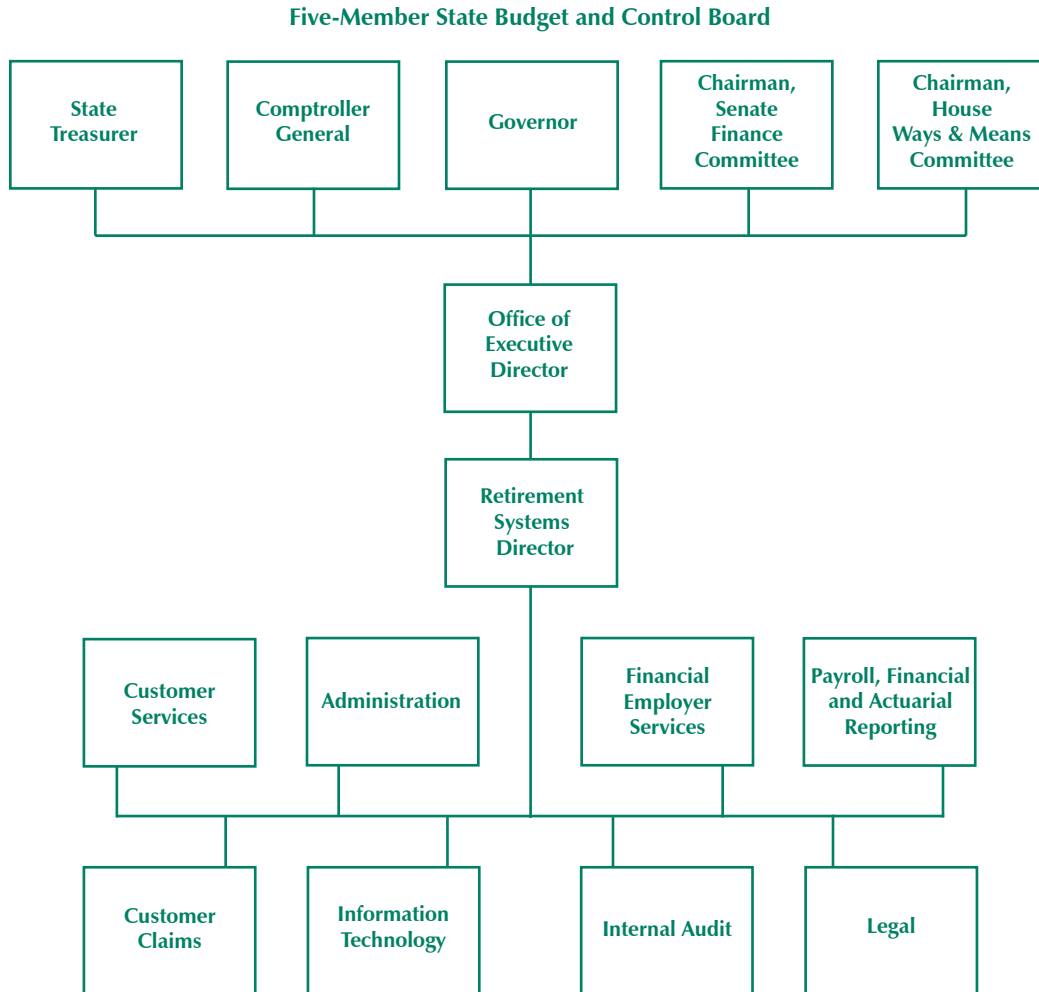 Five-Member State Budget and Control Board
State
Treasurer
Comptroller
General
Governor
Chairman,
Senate
Finance
Committee
Chairman,
House
Ways & Means
Committee
Office of
Executive
Director
Retirement
Systems
Director
Customer
Services
Administration
Financial
Employer
Services
Payroll, Financial
and Actuarial
Reporting
Customer
Claims
Information
Technology
Internal Audit
Legal